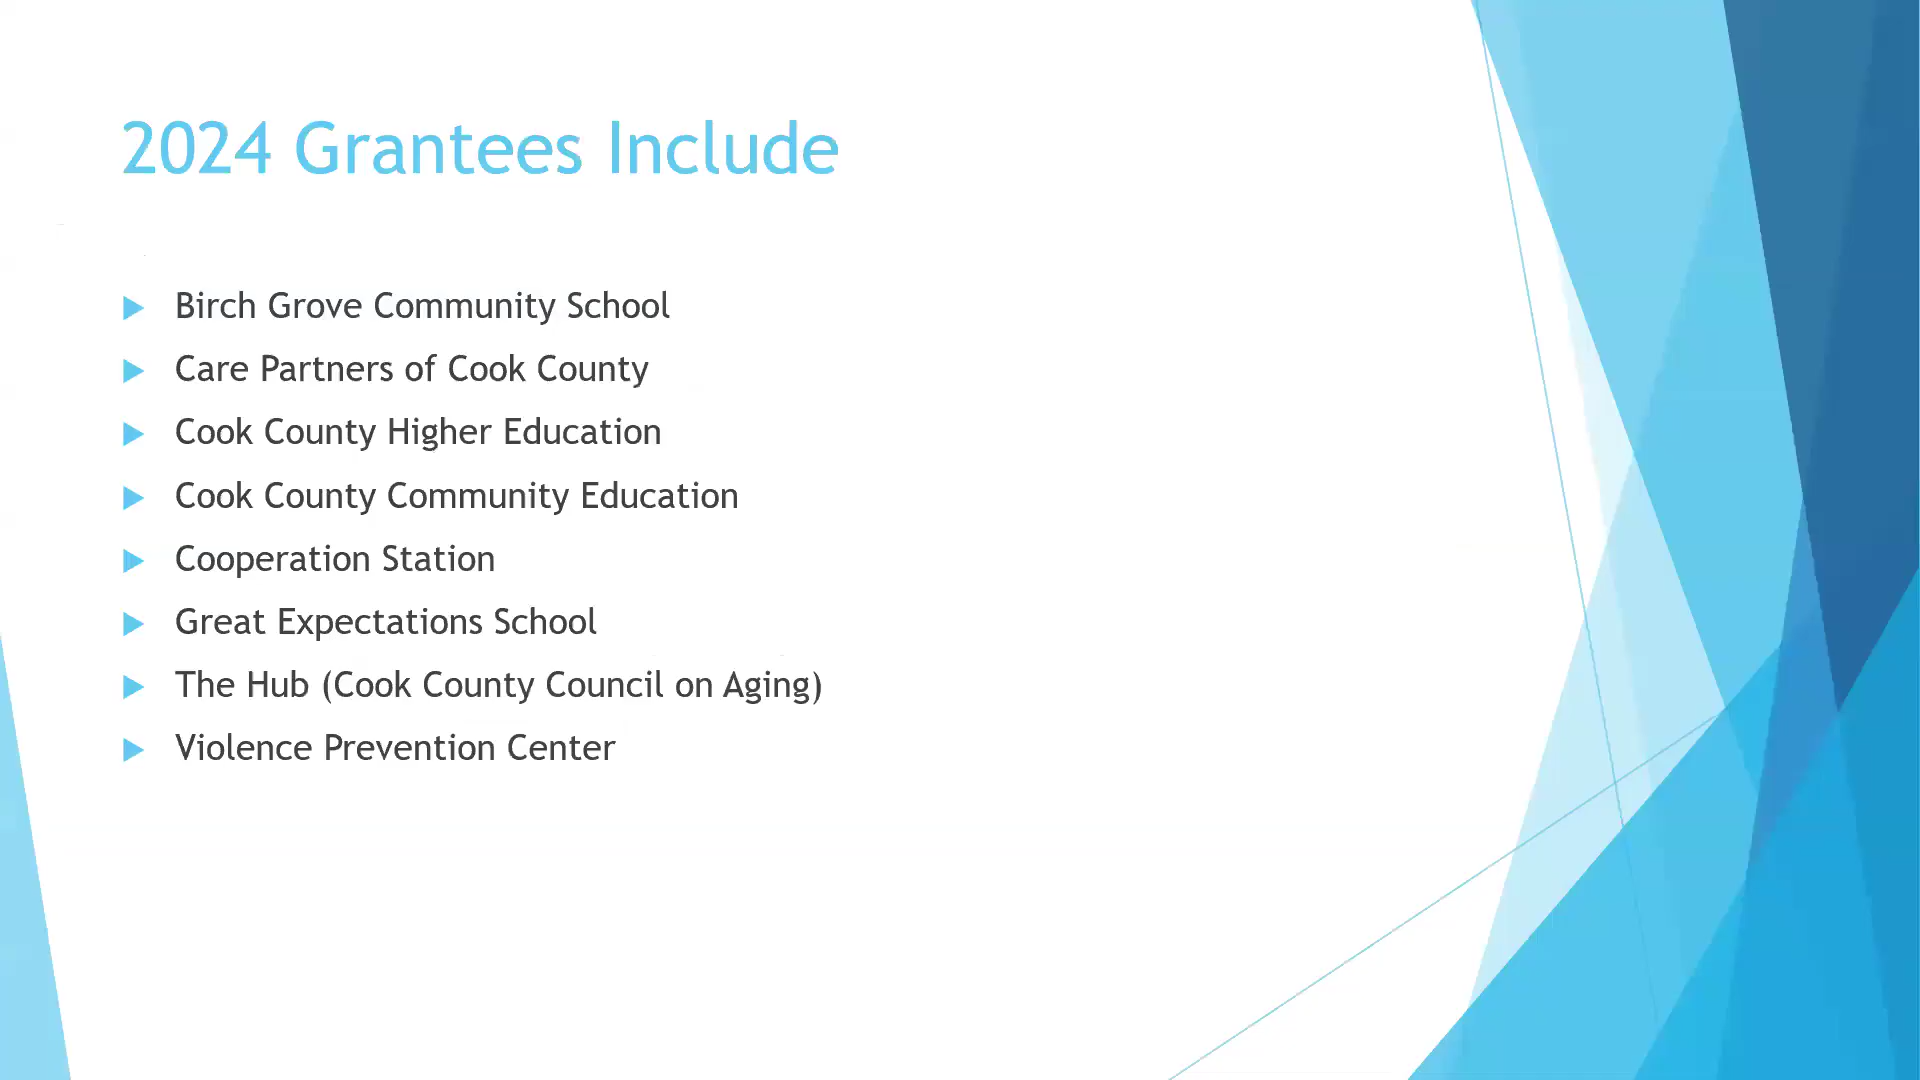 2024 Grantees Include
Birch Grove Community School
Care Partners of Cook County
Cook County Higher Education
Cook County Community Education
Cooperation Station
Great Expectations School
The Hub (Cook County Council on Aging)
Violence Prevention Center